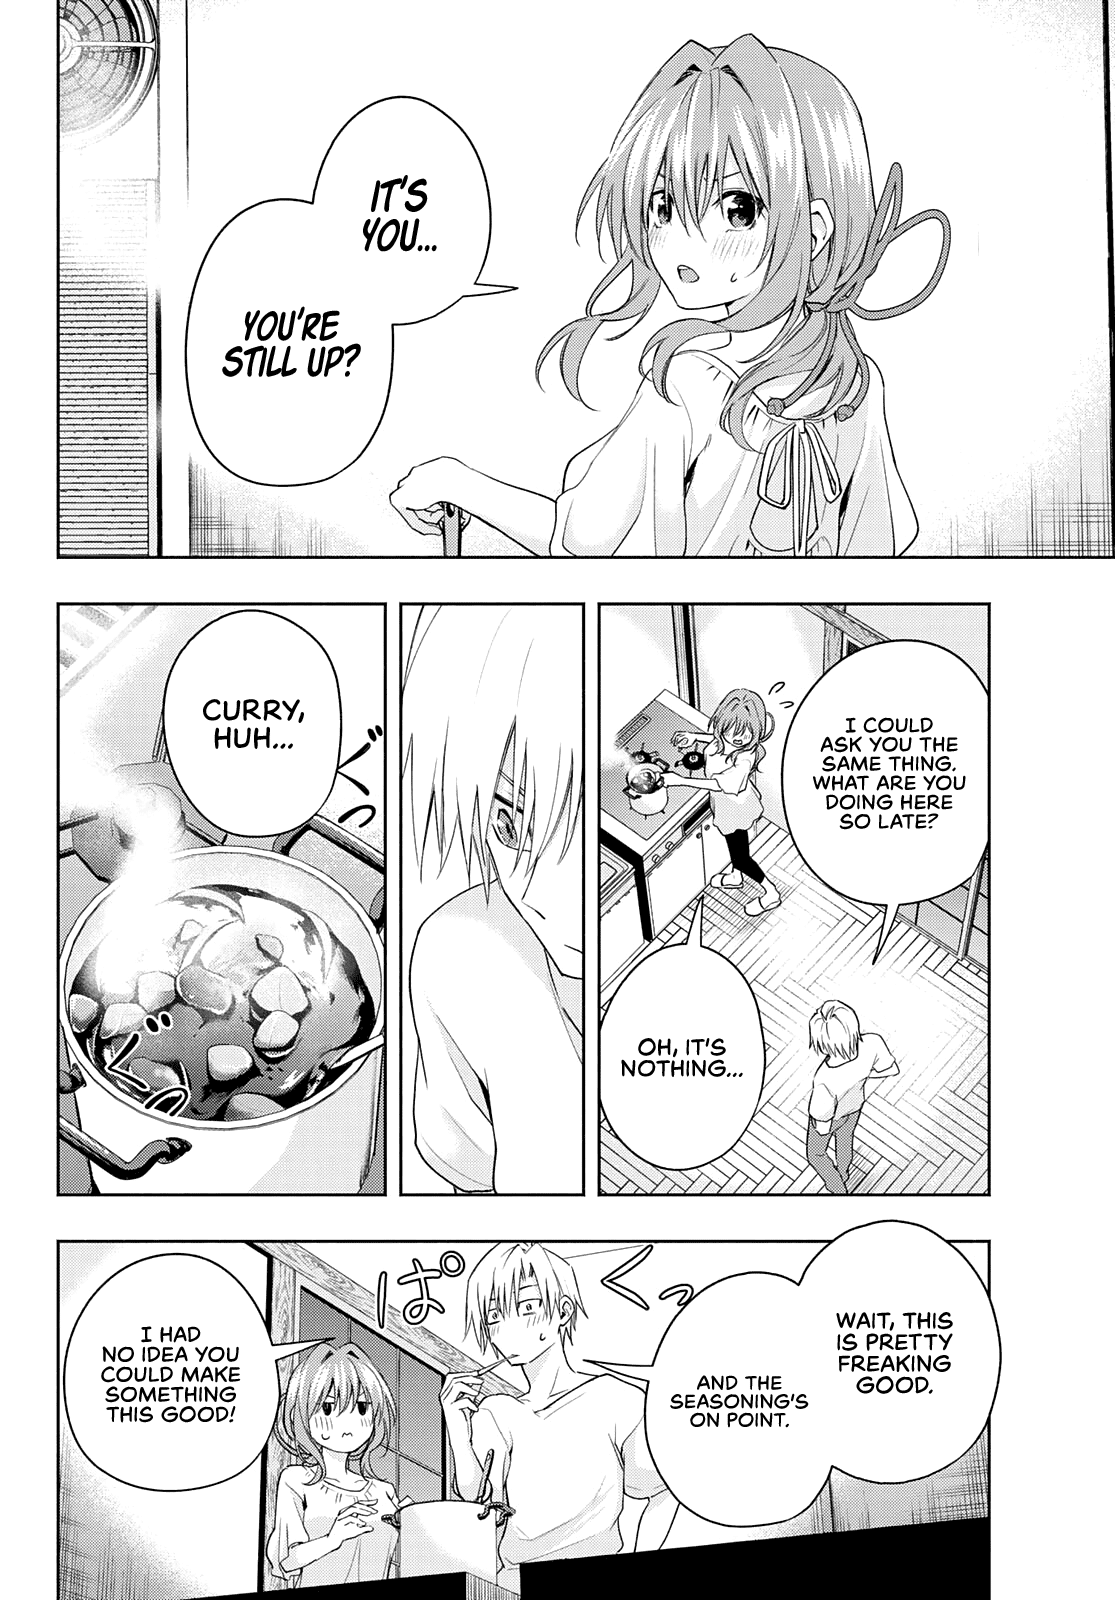 IT'S
YOU...
YOU'RE
STILL UP?
I COULD
ASK YOU THE
SAME THING.
WHAT ARE YOU
DOING HERE
SO LATE?
OH, IT'S
NOTHING...
CURRY,
HUH...
ぐっ
ぐっ
WAIT, THIS
IS PRETTY
FREAKING
GOOD.
AND THE
SEASONING'S
ON POINT.
ぱく
I HAD
NO IDEA YOU
COULD MAKE
SOMETHING
THIS GOOD!